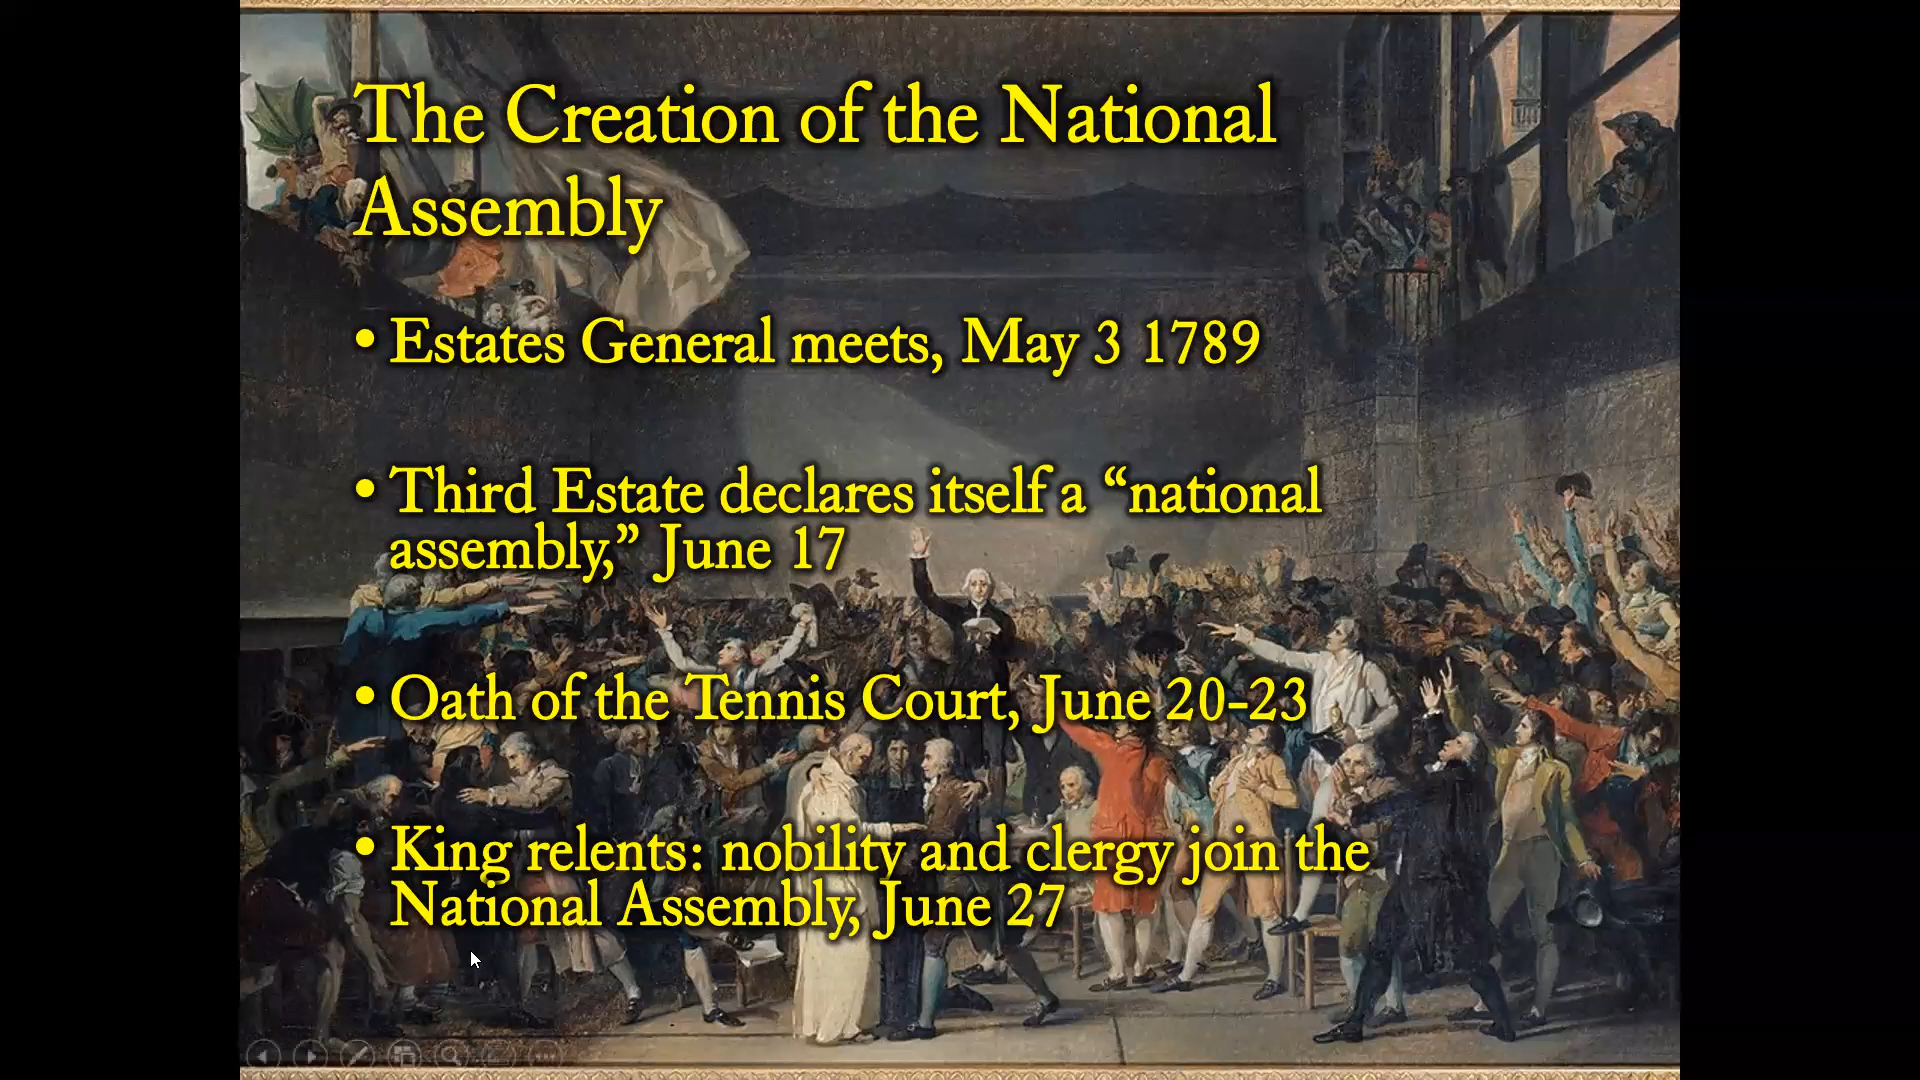 The Creation of the National
Assembly
• Estates General meets, May 3 1789
• Third Estate declares itself a “national
assembly,” June 17
• Oath of the Tennis Court, June 20-23
• King relents: nobility and clergy join the
National Assembly, June 27